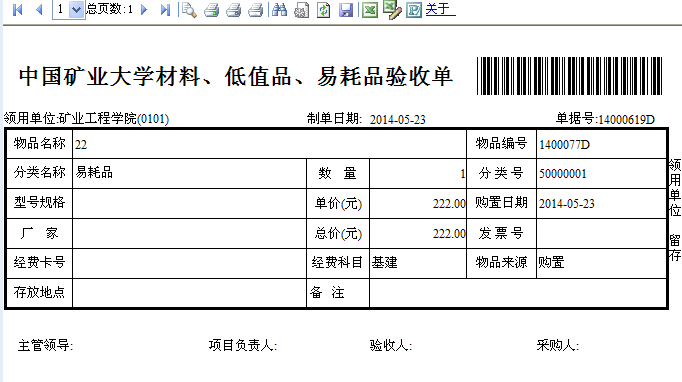 1 总页数:1 关于
中国矿业大学材料、低值品、易耗品验收单
领用单位:矿业工程学院(0101) 制单日期: 2014-05-23 单据号:14000619D
物品名称 22 物品编号 1400077D
分类名称 易耗品 数 量 1 分 类 号 50000001
型号规格 单价(元) 222.00 购置日期 2014-05-23
厂 家 总价(元) 222.00 发 票 号
经费卡号 经费科目 基建 物品来源 购置
存放地点 备 注
领用单位 留存
主管领导: 项目负责人: 验收人: 采购人: